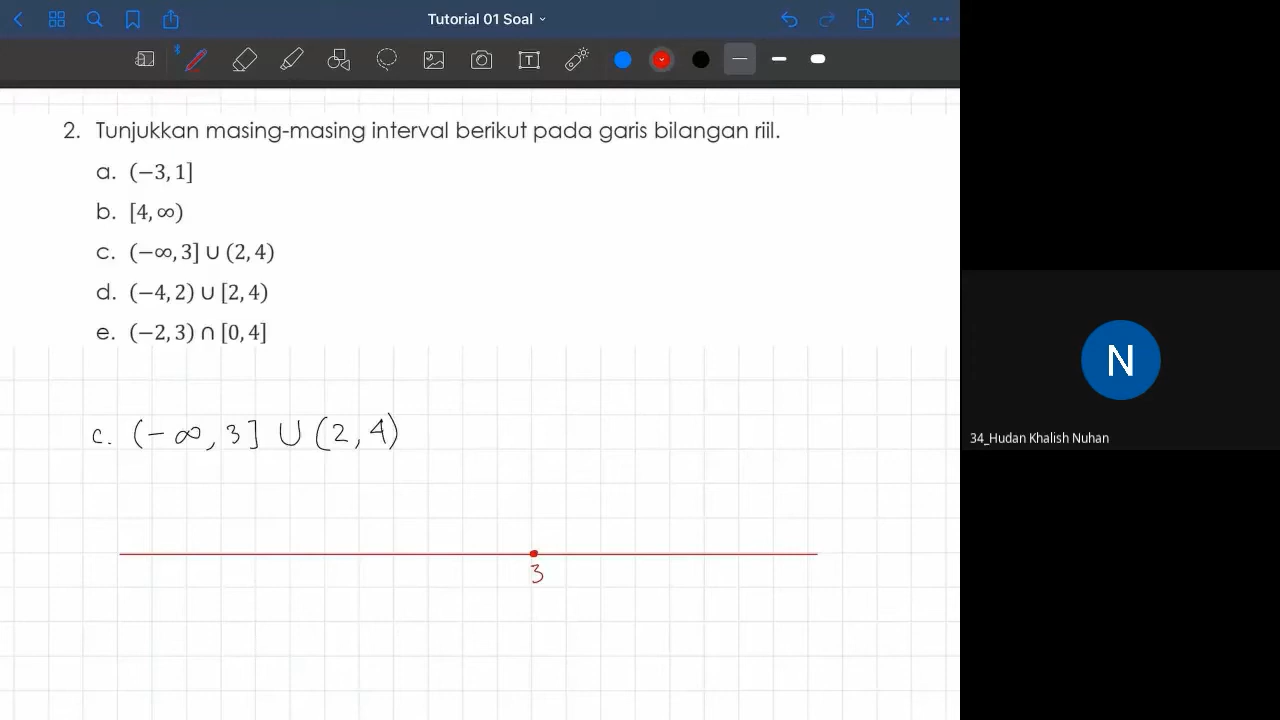 Tutorial 01 Soal
T
2. Tunjukkan masing-masing interval berikut pada garis bilangan riil.
a. (−3, 1]
b. [4, ∞)
c. (−∞, 3] ∪ (2, 4)
d. (−4, 2) ∪ [2, 4)
e. (−2, 3) ∩ [0, 4]
c. (−∞, 3] ∪ (2, 4)
3
N
34_Hudan Khalish Nuhan